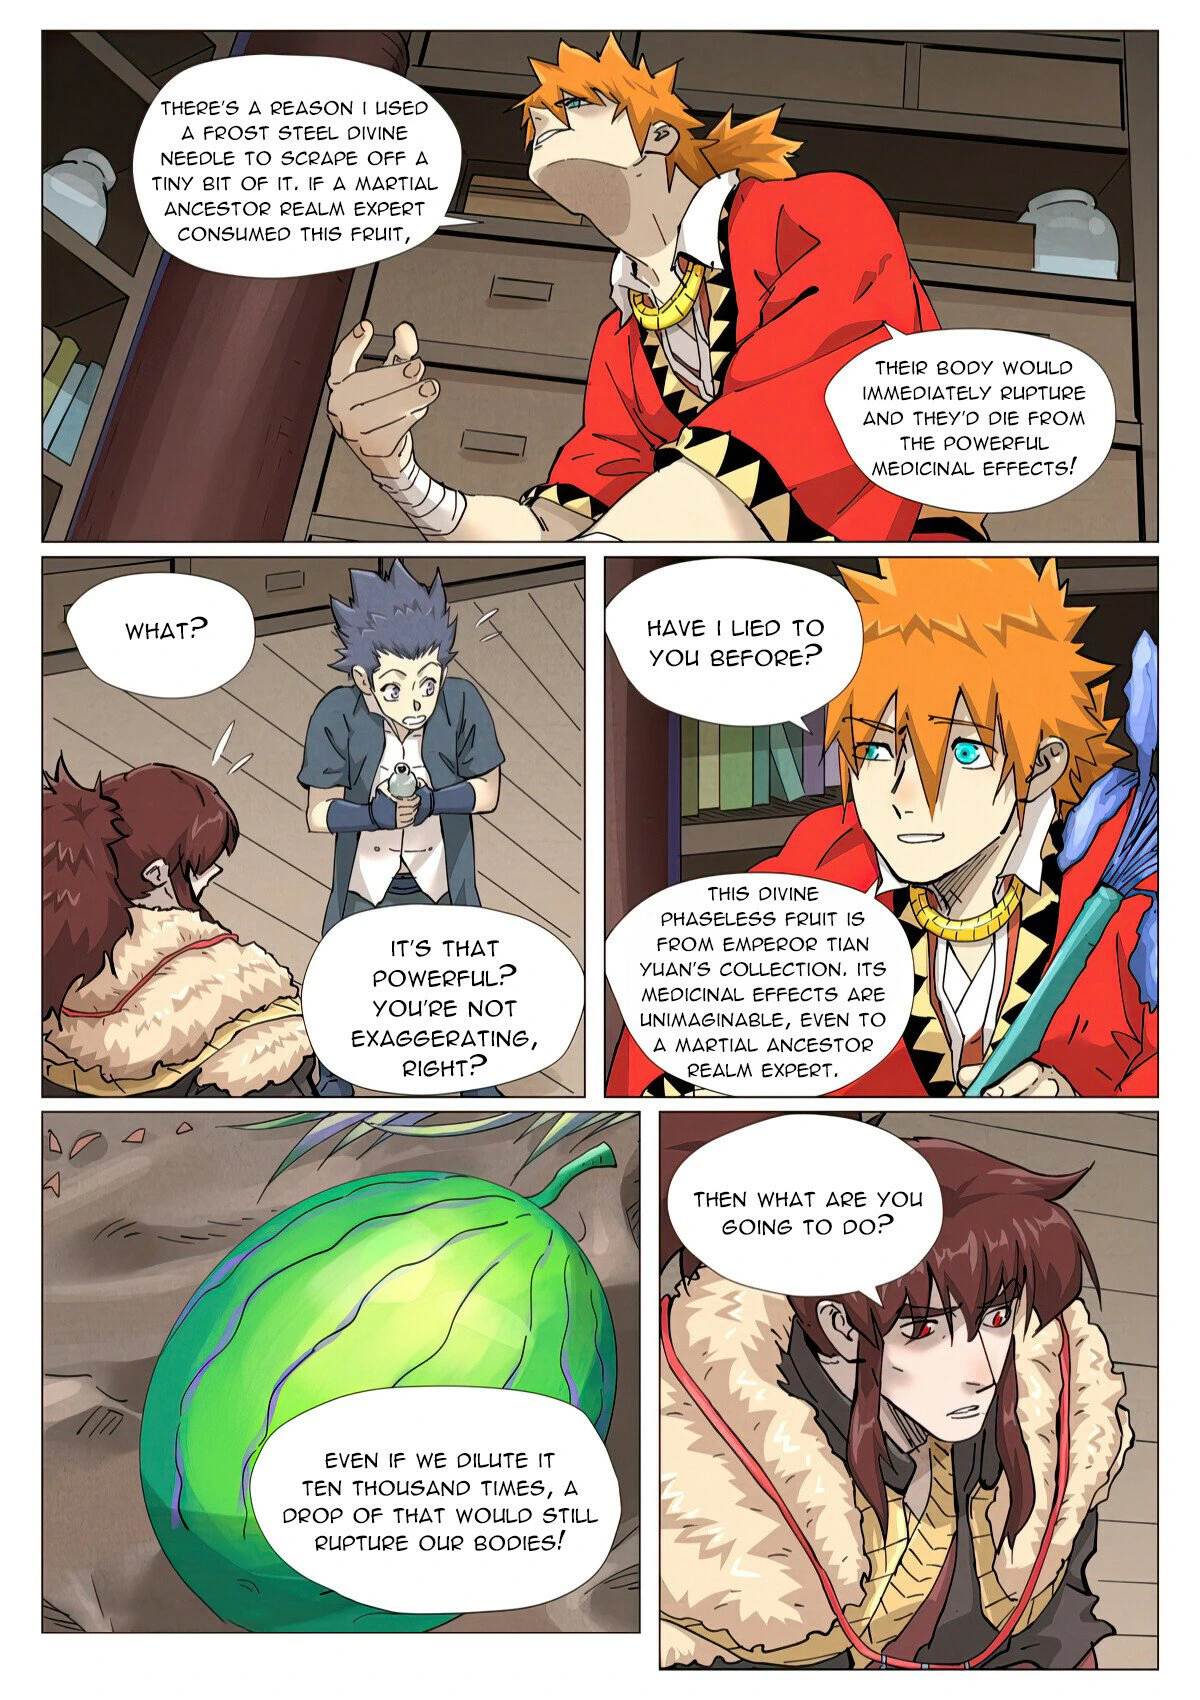 THERE'S A REASON I USED
A FROST STEEL DIVINE
NEEDLE TO SCRAPE OFF A
TINY BIT OF IT. IF A MARTIAL
ANCESTOR REALM EXPERT
CONSUMED THIS FRUIT,
THEIR BODY WOULD
IMMEDIATELY RUPTURE
AND THEY'D DIE FROM
THE POWERFUL
MEDICINAL EFFECTS!
WHAT?
IT'S THAT
POWERFUL?
YOU'RE NOT
EXAGGERATING,
RIGHT?
HAVE I LIED TO
YOU BEFORE?
THIS DIVINE
PHASELESS FRUIT IS
FROM EMPEROR TIAN
YUAN'S COLLECTION. ITS
MEDICINAL EFFECTS ARE
UNIMAGINABLE, EVEN TO
A MARTIAL ANCESTOR
REALM EXPERT.
EVEN IF WE DILUTE IT
TEN THOUSAND TIMES, A
DROP OF THAT WOULD STILL
RUPTURE OUR BODIES!
THEN WHAT ARE YOU
GOING TO DO?